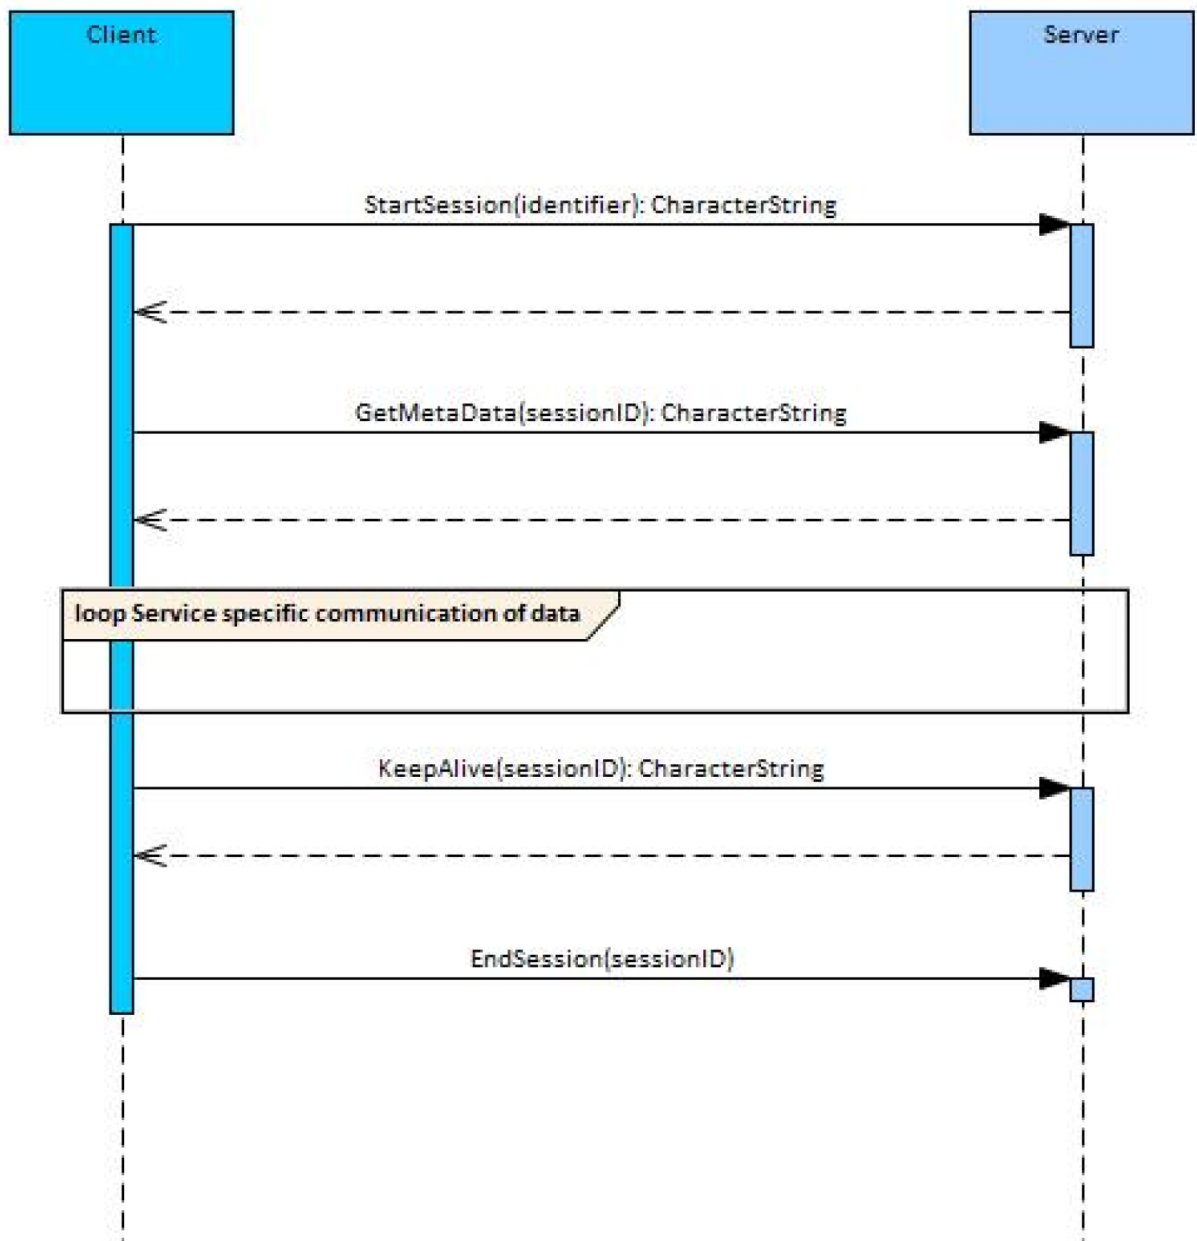 Client
Server
StartSession(identifier): CharacterString
GetMetaData(sessionID): CharacterString
loop Service specific communication of data
KeepAlive(sessionID): CharacterString
EndSession(sessionID)